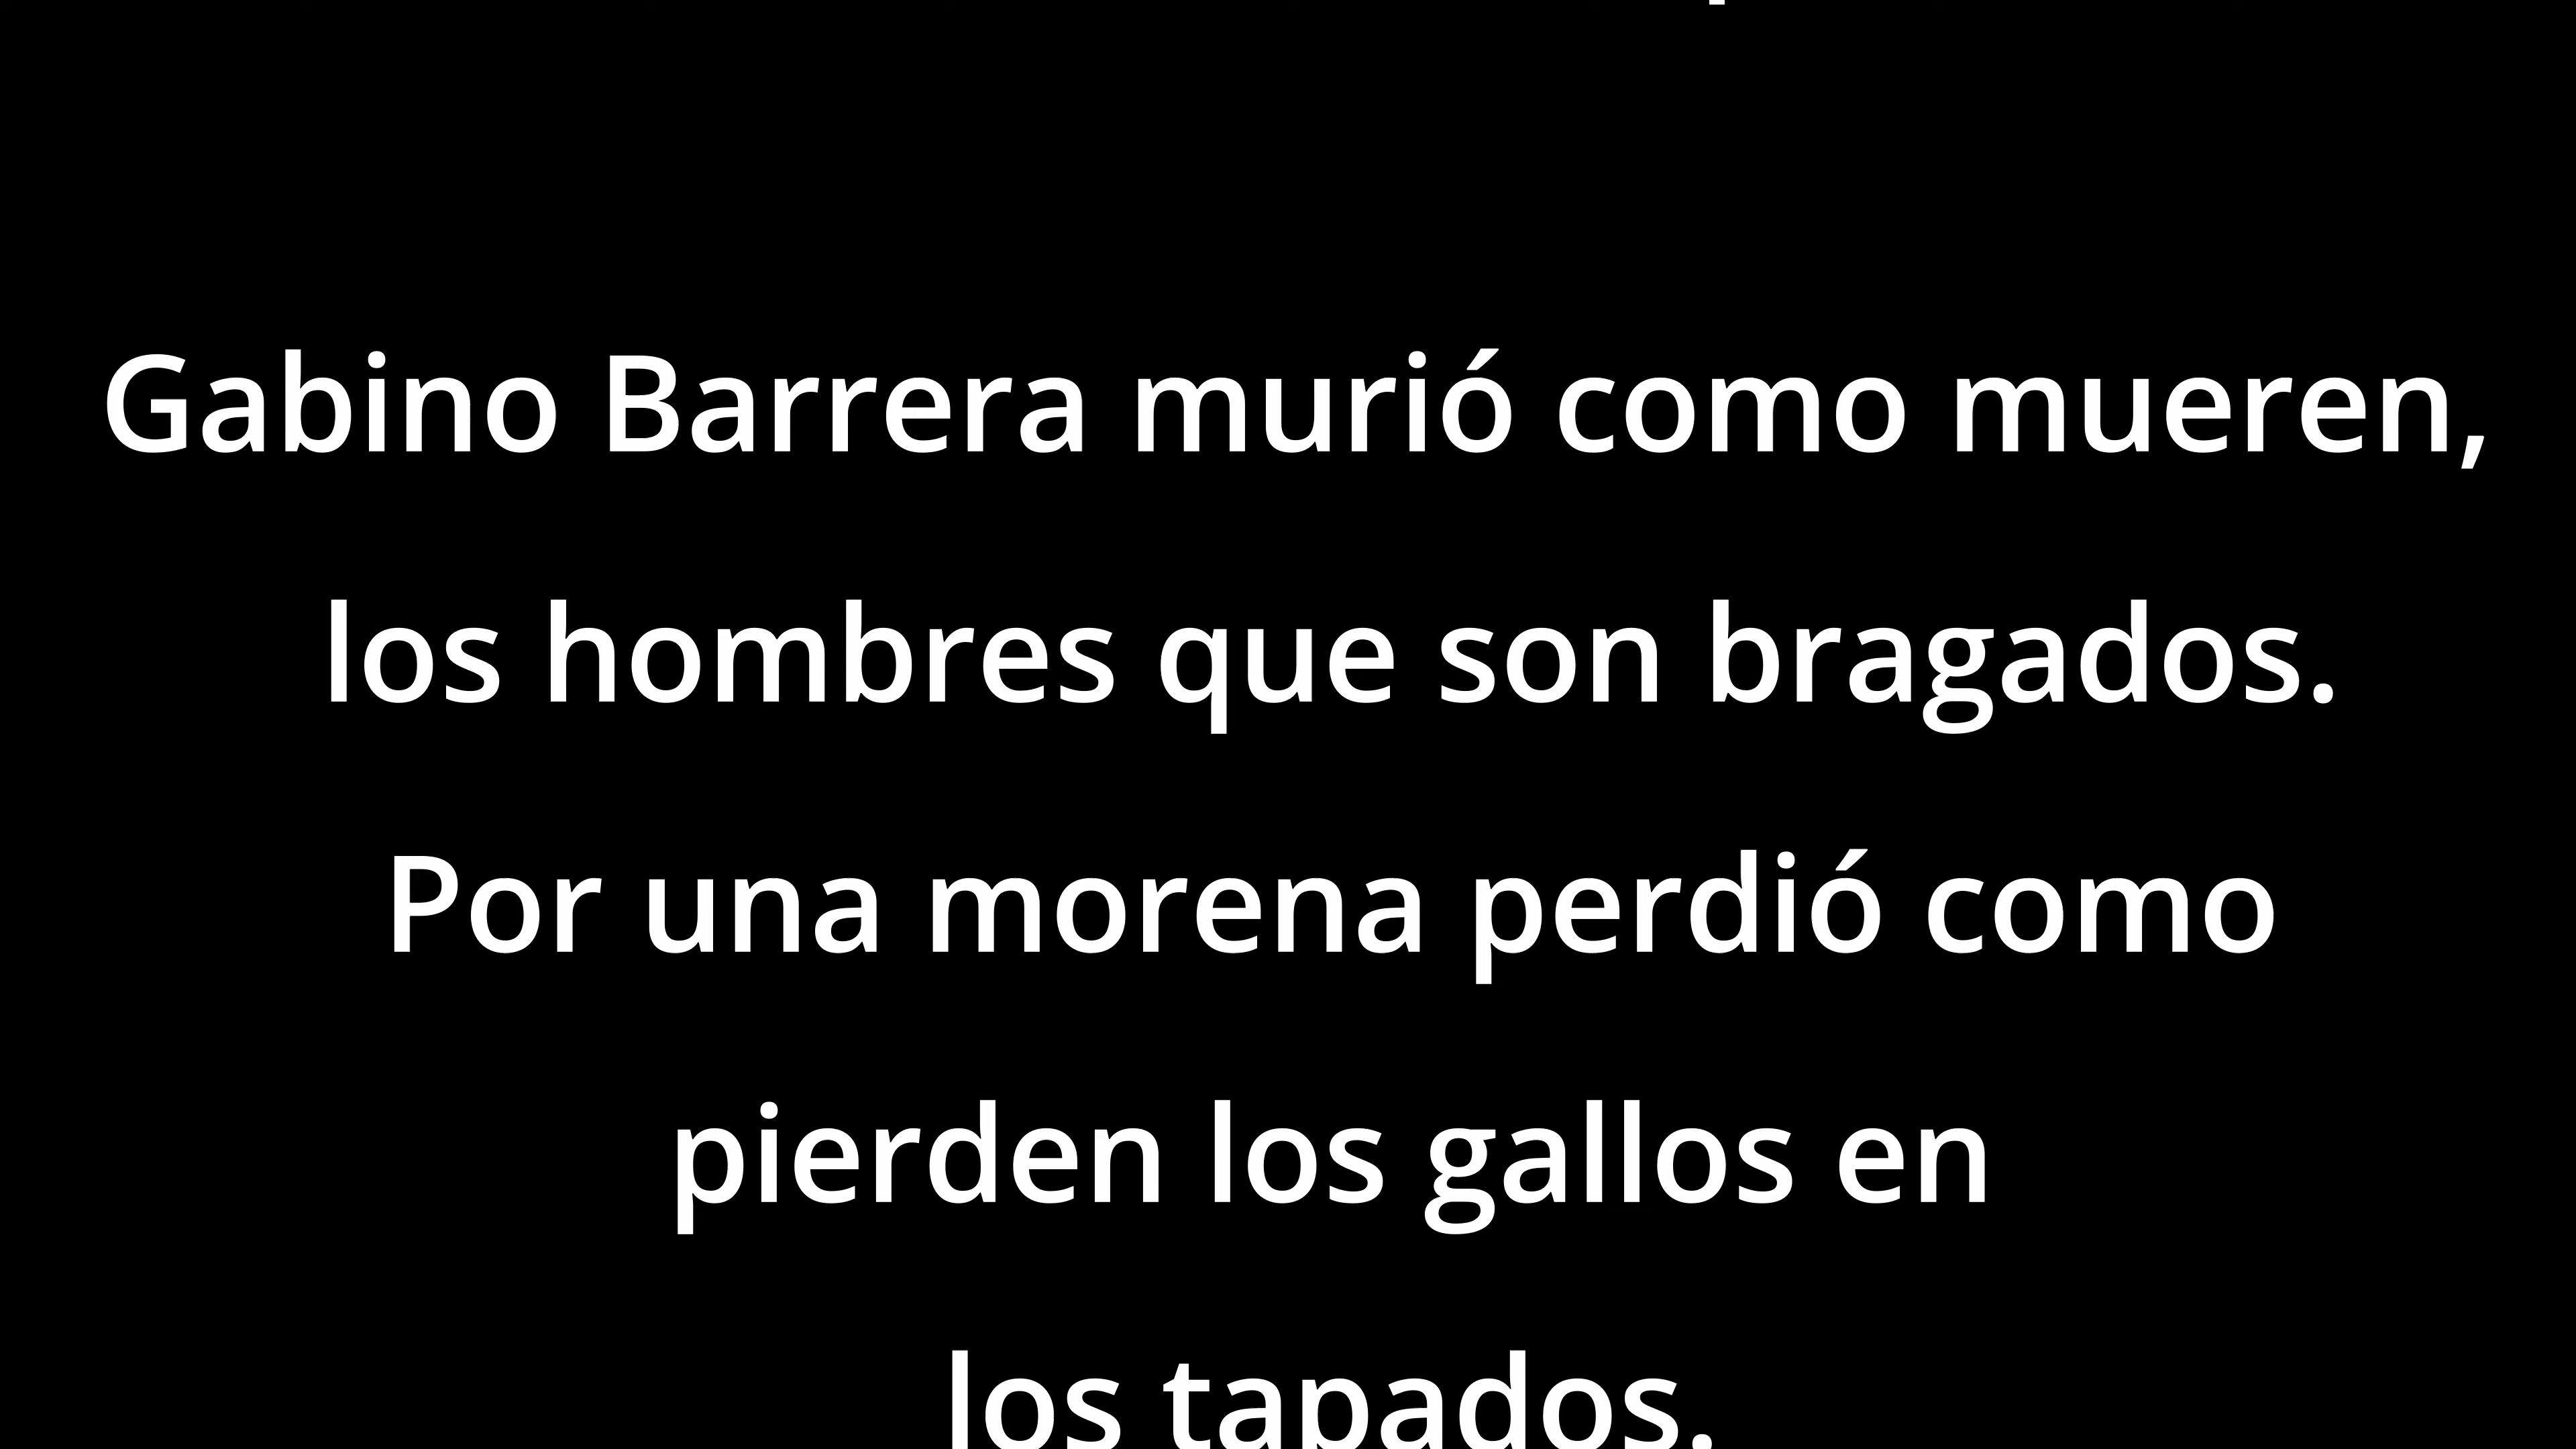 Gabino Barrera murió como mueren,
los hombres que son bragados.
Por una morena perdió como
pierden los gallos en
los tapados.